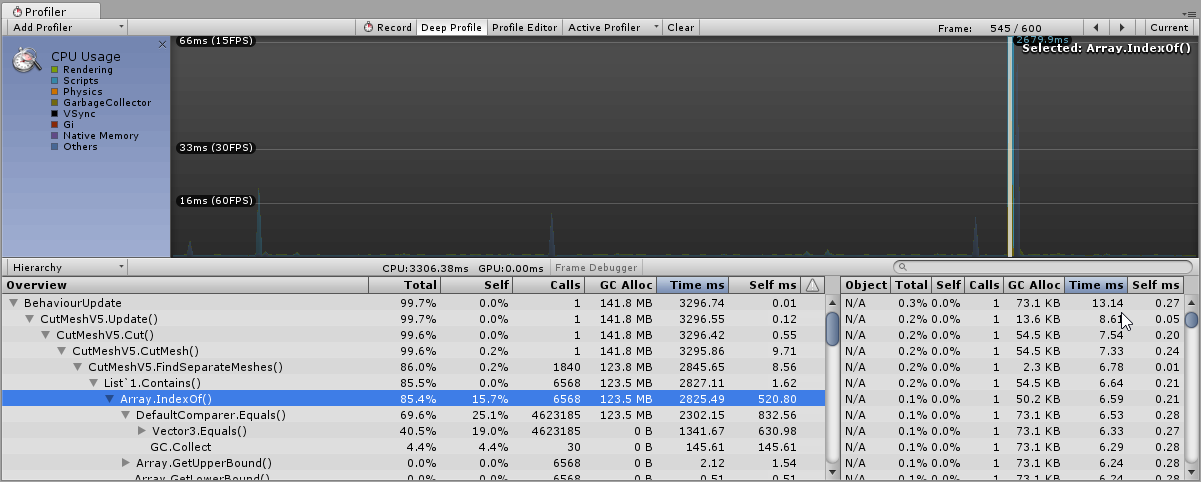 Profiler
Add Profiler Record Deep Profile Profile Editor Active Profiler Clear Frame: 545 / 600 Current
CPU Usage
Rendering
Scripts
Physics
GarbageCollector
VSync
Gi
Native Memory
Others
66ms (15FPS)
33ms (30FPS)
16ms (60FPS)
2679.9ms
Selected: Array.IndexOf()
Hierarchy CPU:3306.38ms GPU:0.00ms Frame Debugger
Overview Total Self Calls GC Alloc Time ms Self ms Object Total Self Calls GC Alloc Time ms Self ms
BehaviourUpdate 99.7% 0.0% 1 141.8 MB 3296.74 0.01 N/A 0.3% 0.0% 1 73.1 KB 13.14 0.27
CutMeshV5.Update() 99.7% 0.0% 1 141.8 MB 3296.55 0.12 N/A 0.2% 0.0% 1 13.6 KB 8.61 0.05
CutMeshV5.Cut() 99.6% 0.0% 1 141.8 MB 3296.42 0.55 N/A 0.2% 0.0% 1 54.5 KB 7.54 0.20
CutMeshV5.CutMesh() 99.6% 0.2% 1 141.8 MB 3295.86 9.71 N/A 0.2% 0.0% 1 54.5 KB 7.33 0.24
CutMeshV5.FindSeparateMeshes() 86.0% 0.2% 1840 123.8 MB 2845.65 8.56 N/A 0.2% 0.0% 1 2.3 KB 6.78 0.01
List`1.Contains() 85.5% 0.0% 6568 123.5 MB 2827.11 1.62 N/A 0.2% 0.0% 1 54.5 KB 6.64 0.21
Array.IndexOf() 85.4% 15.7% 6568 123.5 MB 2825.49 520.80 N/A 0.1% 0.0% 1 50.2 KB 6.59 0.21
DefaultComparer.Equals() 69.6% 25.1% 4623185 123.5 MB 2302.15 832.56 N/A 0.1% 0.0% 1 73.1 KB 6.53 0.28
Vector3.Equals() 40.5% 19.0% 4623185 0 B 1341.67 630.98 N/A 0.1% 0.0% 1 73.1 KB 6.33 0.27
GC.Collect 4.4% 4.4% 30 0 B 145.61 145.61 N/A 0.1% 0.0% 1 73.1 KB 6.29 0.28
Array.GetUpperBound() 0.0% 0.0% 6568 0 B 2.12 1.54 N/A 0.1% 0.0% 1 73.1 KB 6.24 0.28
Array.GetLowerBound() 0.0% 0.0% 6568 0 B 0.51 0.51 N/A 0.1% 0.0% 1 73.1 KB 6.24 0.28